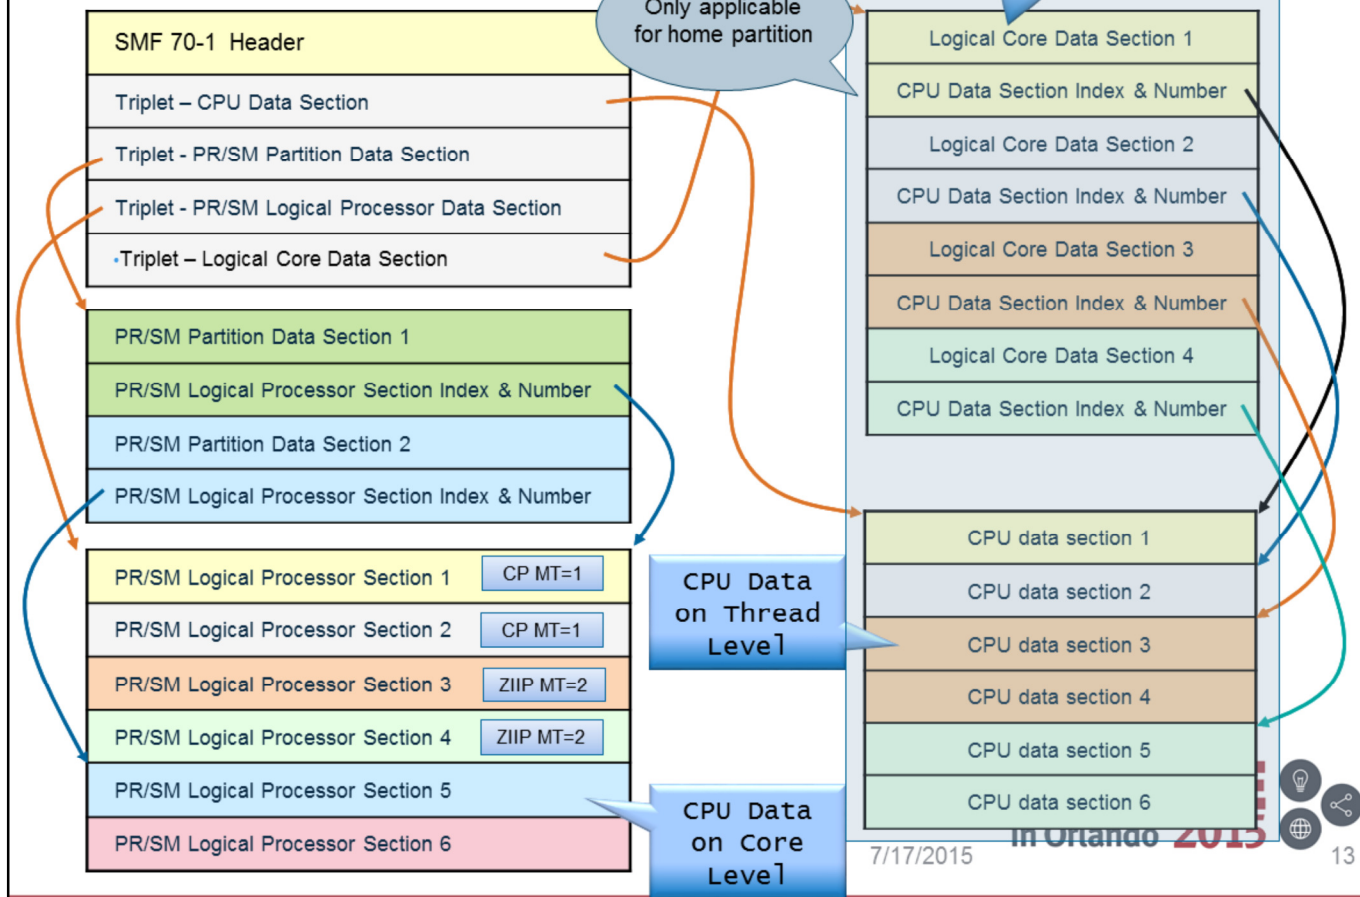 Only applicable
for home partition
SMF 70-1 Header
Triplet – CPU Data Section
Triplet - PR/SM Partition Data Section
Triplet - PR/SM Logical Processor Data Section
•Triplet – Logical Core Data Section
PR/SM Partition Data Section 1
PR/SM Logical Processor Section Index & Number
PR/SM Partition Data Section 2
PR/SM Logical Processor Section Index & Number
PR/SM Logical Processor Section 1
CP MT=1
PR/SM Logical Processor Section 2
CP MT=1
PR/SM Logical Processor Section 3
ZIIP MT=2
PR/SM Logical Processor Section 4
ZIIP MT=2
PR/SM Logical Processor Section 5
PR/SM Logical Processor Section 6
CPU Data
on Thread
Level
CPU Data
on Core
Level
Logical Core Data Section 1
CPU Data Section Index & Number
Logical Core Data Section 2
CPU Data Section Index & Number
Logical Core Data Section 3
CPU Data Section Index & Number
Logical Core Data Section 4
CPU Data Section Index & Number
CPU data section 1
CPU data section 2
CPU data section 3
CPU data section 4
CPU data section 5
CPU data section 6
in Orlando 2015
7/17/2015
13